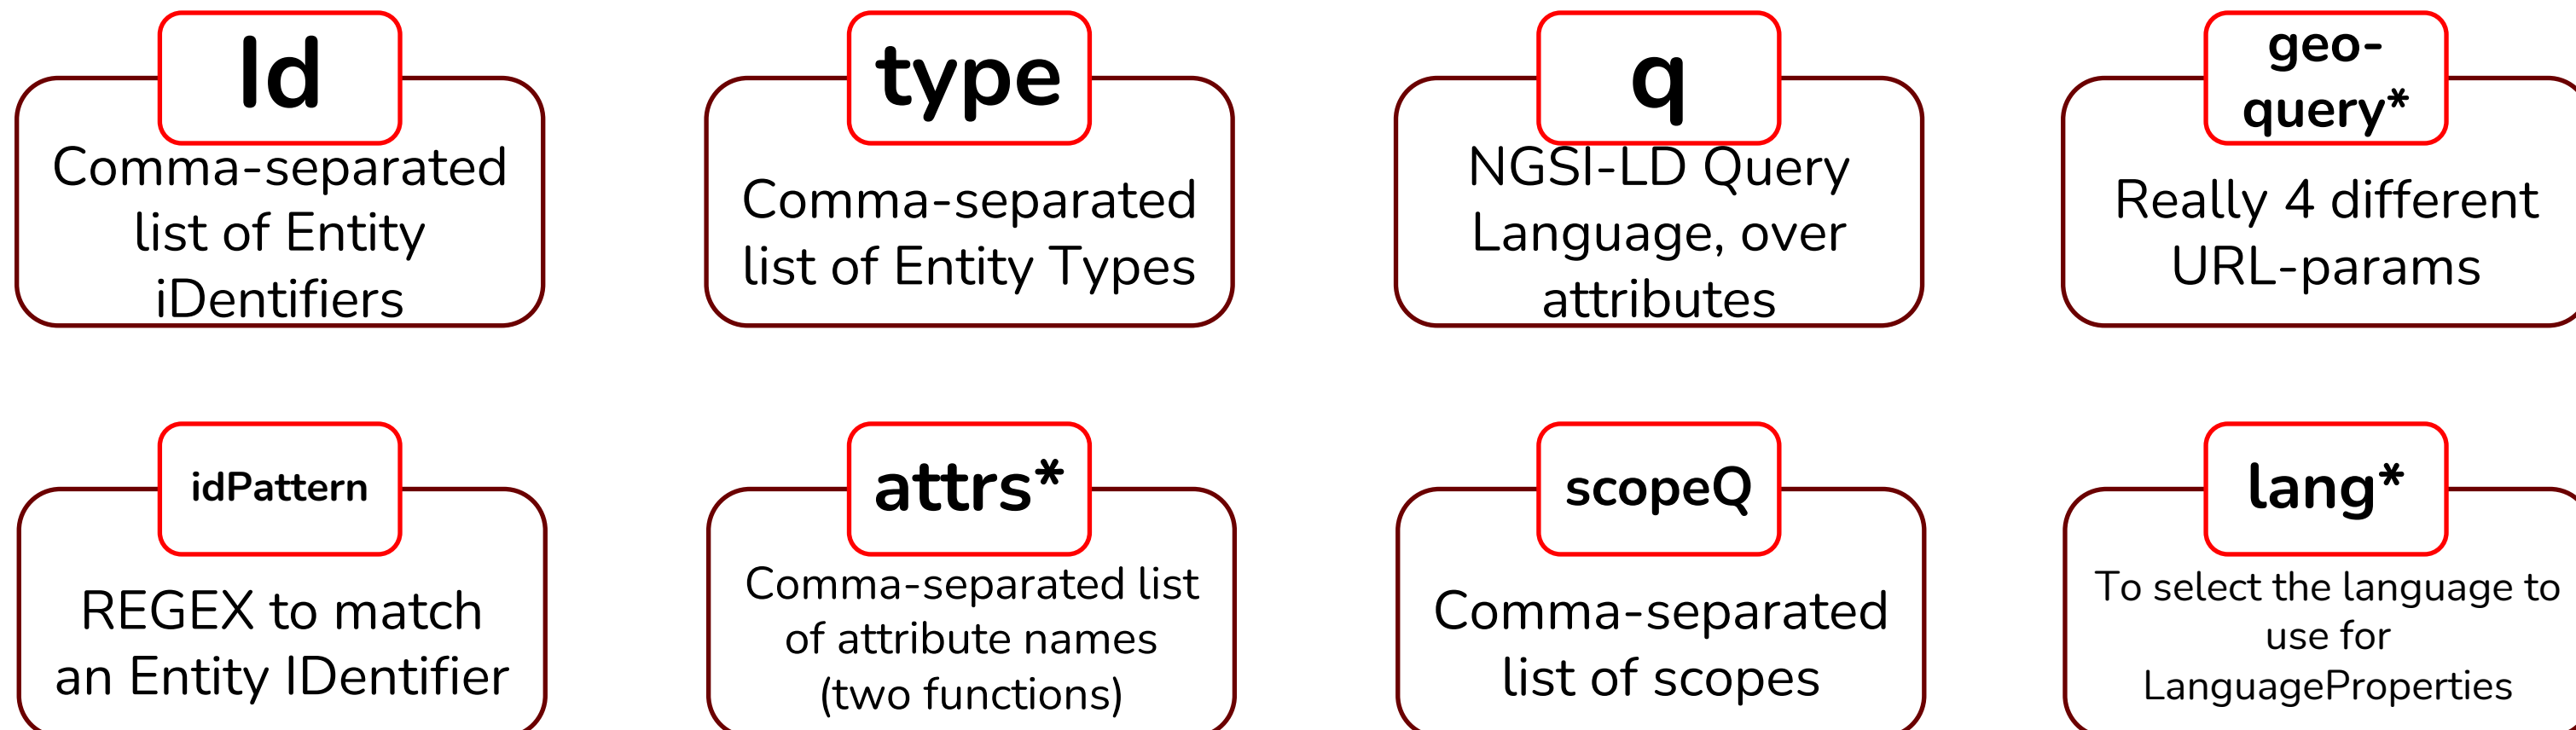 Id
Comma-separated
list of Entity
iDentifiers
type
Comma-separated
list of Entity Types
q
NGSI-LD Query
Language, over
attributes
geo-
query*
Really 4 different
URL-params
idPattern
REGEX to match
an Entity IDentifier
attrs*
Comma-separated list
of attribute names
(two functions)
scopeQ
Comma-separated
list of scopes
lang*
To select the language to
use for
LanguageProperties